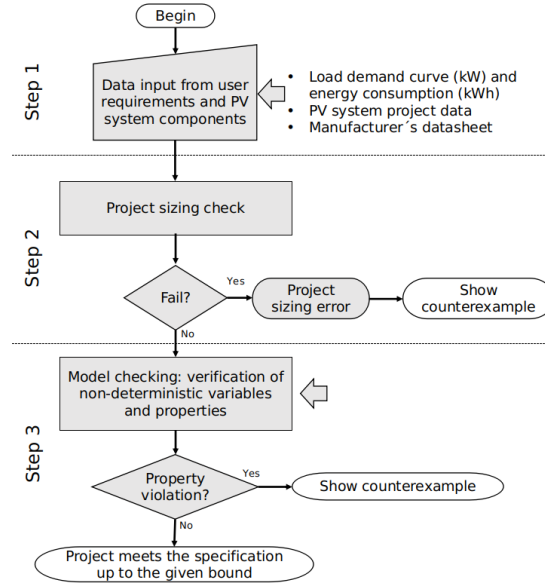 Begin
Step 1
Data input from user
requirements and PV
system components
• Load demand curve (kW) and
energy consumption (kWh)
• PV system project data
• Manufacturer´s datasheet
Step 2
Project sizing check
Fail?
Yes
Project
sizing error
Show
counterexample
No
Step 3
Model checking: verification of
non-deterministic variables
and properties
Property
violation?
Yes
Show counterexample
No
Project meets the specification
up to the given bound